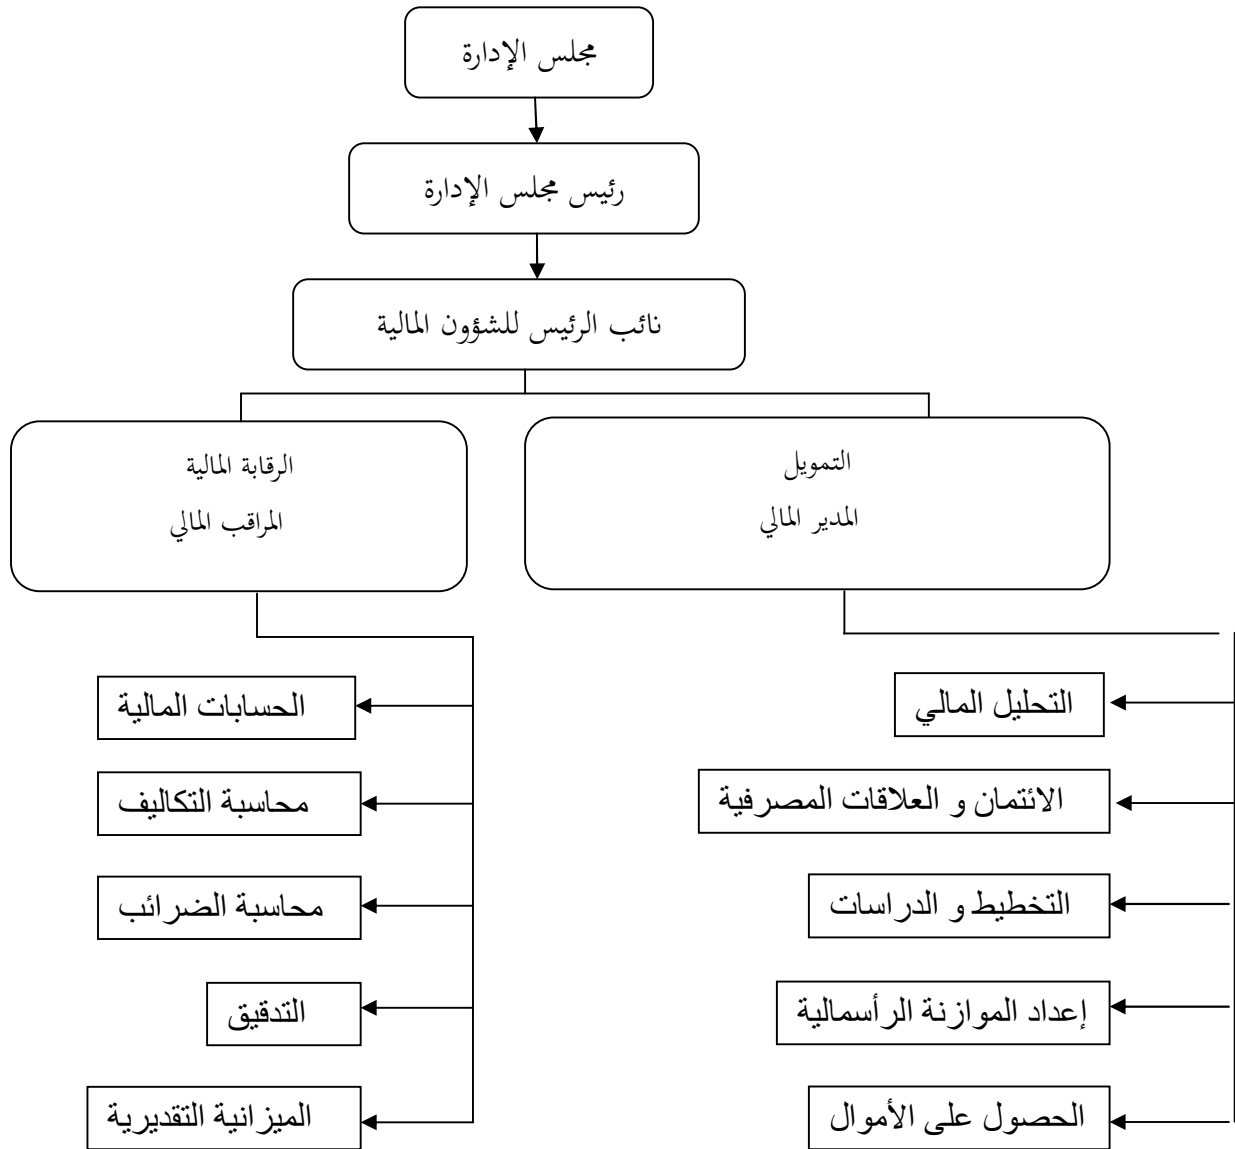 مجلس الإدارة
رئيس مجلس الإدارة
نائب الرئيس للشؤون المالية
التمويل
المدير المالي
الرقابة المالية
المراقب المالي
التحليل المالي
الائتمان و العلاقات المصرفية
التخطيط و الدراسات
إعداد الموازنة الرأسمالية
الحصول على الأموال
الحسابات المالية
محاسبة التكاليف
محاسبة الضرائب
التدقيق
الميزانية التقديرية